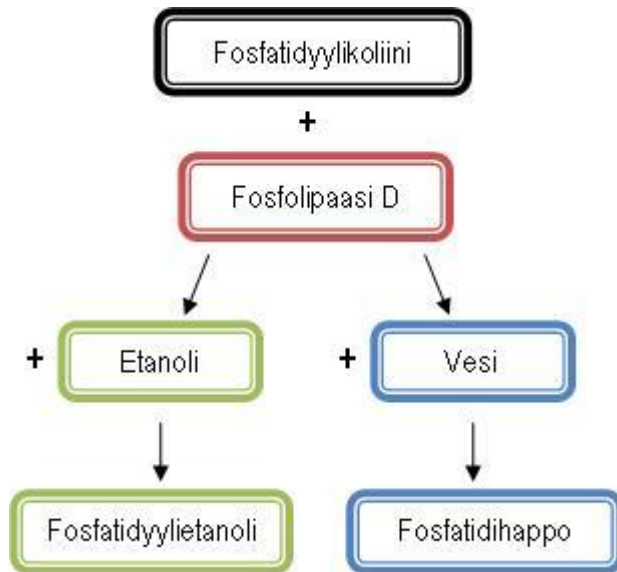 Fosfatidyylikoliini
+
Fosfolipaasi D
+ Etanoli
+ Vesi
Fosfatidyylietanoli
Fosfatidihappo